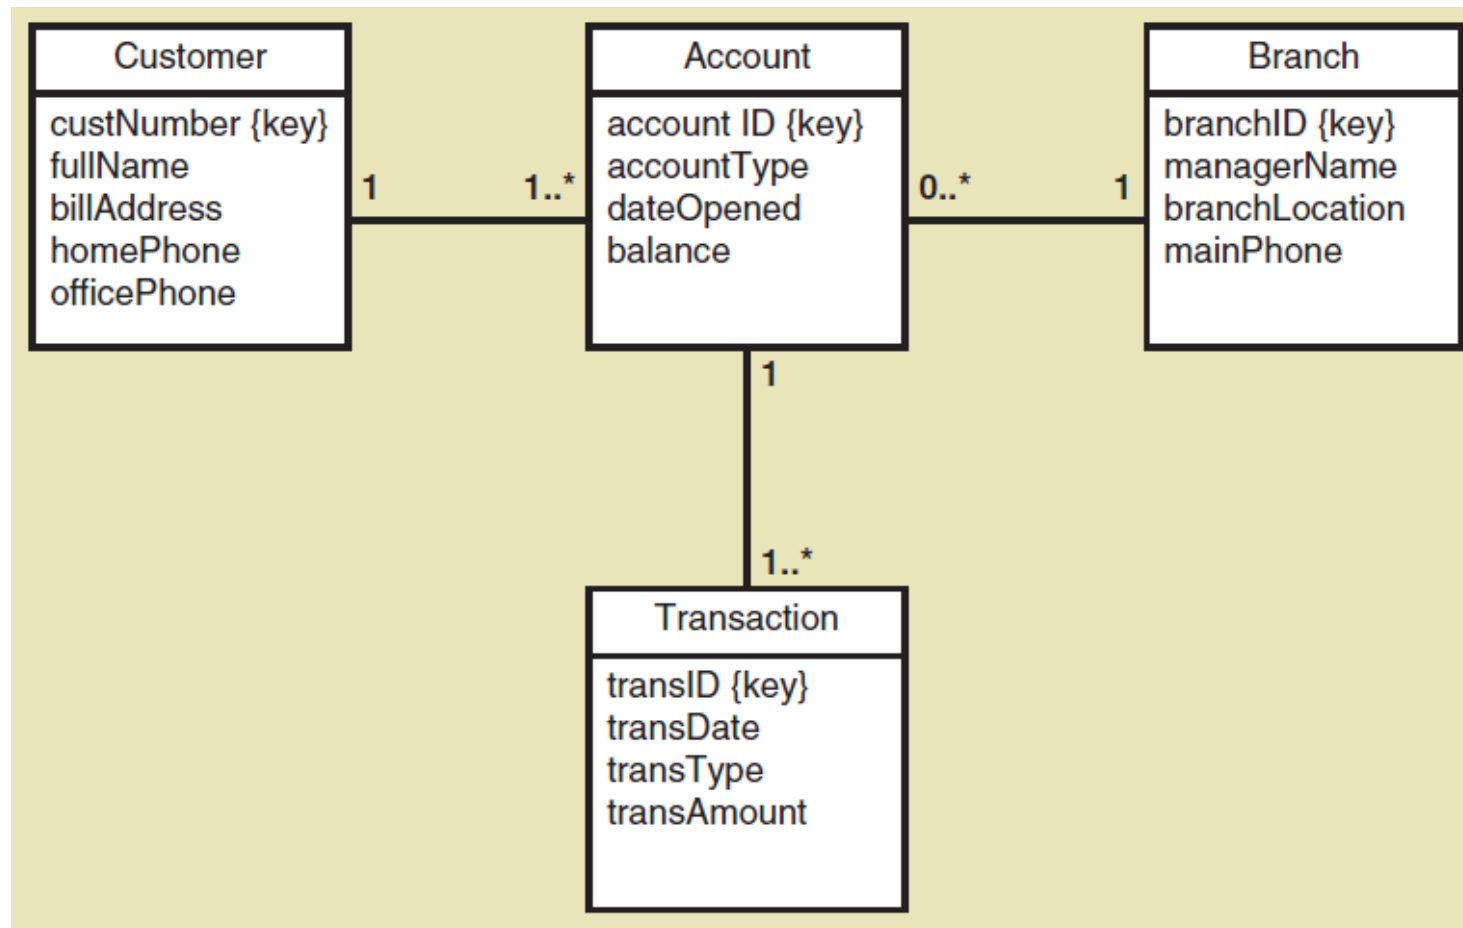 Customer
custNumber {key}
fullName
billAddress
homePhone
officePhone
1
1..*
Account
account ID {key}
accountType
dateOpened
balance
0..*
1
Branch
branchID {key}
managerName
branchLocation
mainPhone
1
1..*
Transaction
transID {key}
transDate
transType
transAmount